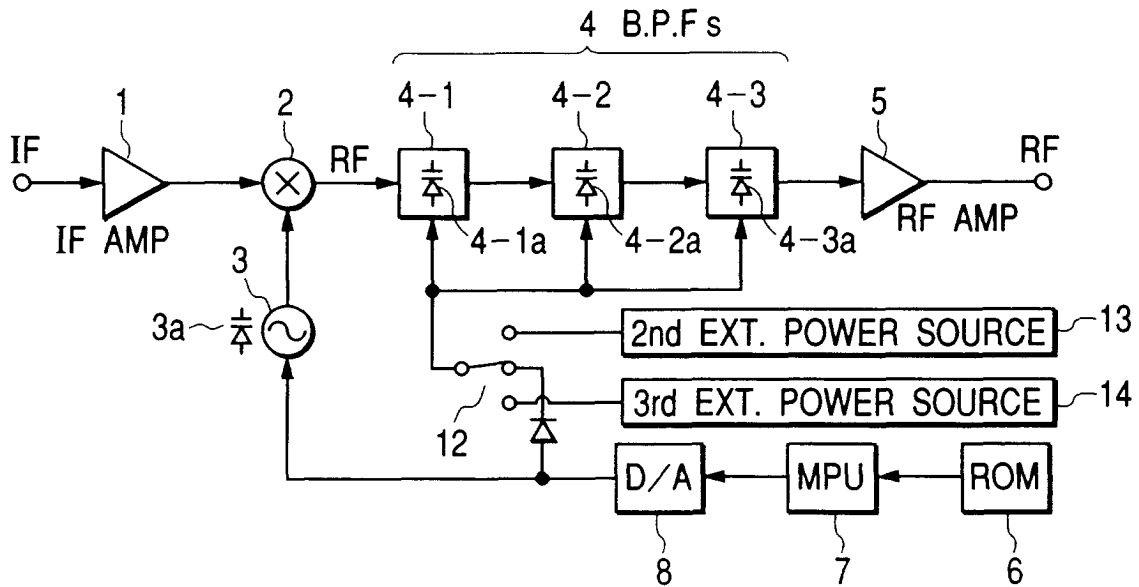 4 B.P.F s
1
2
4-1
4-2
4-3
5
IF
RF
RF
IF AMP
4-1a
4-2a
4-3a
RF AMP
3
3a
2nd EXT. POWER SOURCE
13
12
3rd EXT. POWER SOURCE
14
D/A
MPU
ROM
8
7
6